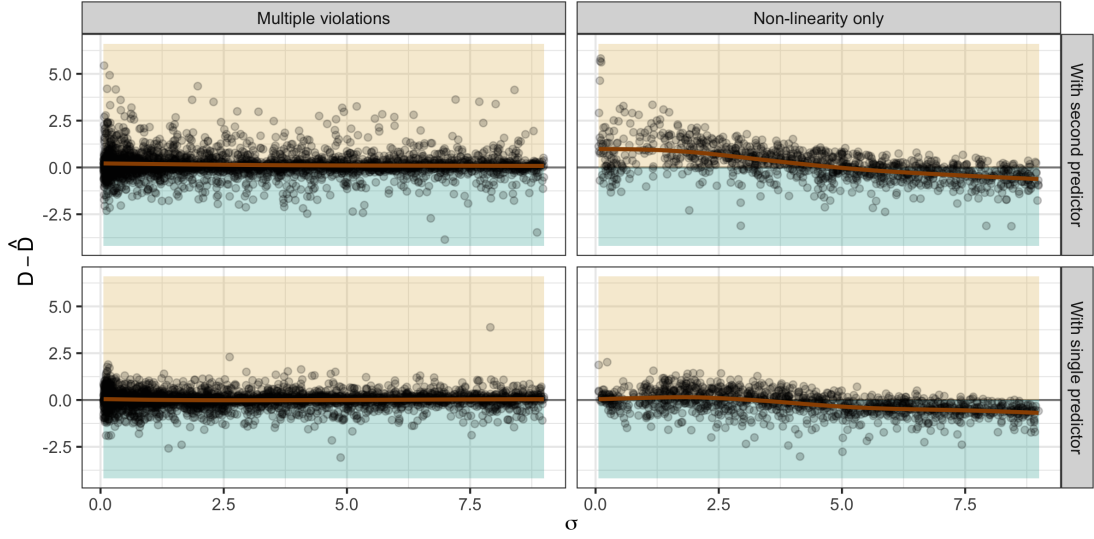 Multiple violations
Non-linearity only
5.0
2.5
0.0
-2.5
With second predictor
D − D̂
5.0
2.5
0.0
-2.5
With single predictor
0.0 2.5 5.0 7.5
0.0 2.5 5.0 7.5
σ